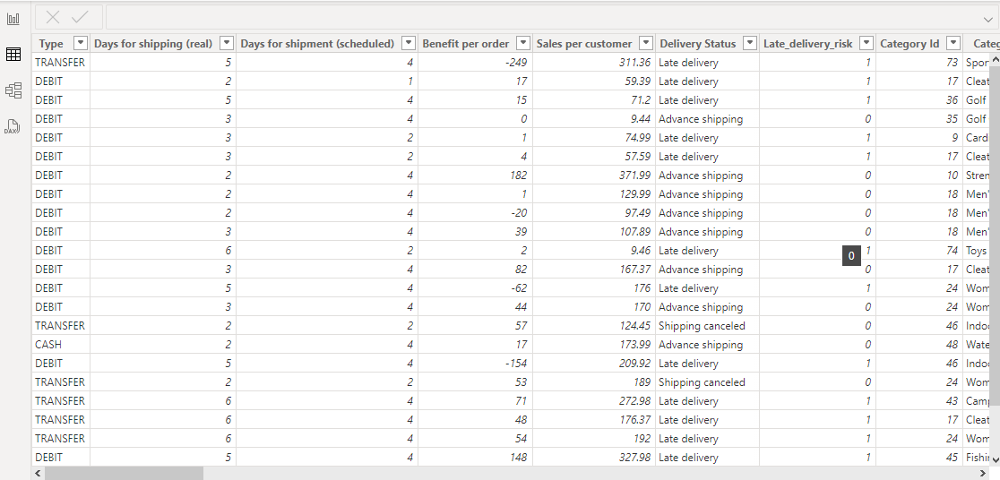 Type Days for shipping (real) Days for shipment (scheduled) Benefit per order Sales per customer Delivery Status Late_delivery_risk Category Id Categ
TRANSFER 5 4 -249 311.36 Late delivery 1 73 Spor
DEBIT 2 1 17 59.39 Late delivery 1 17 Cleat
DEBIT 5 4 15 71.2 Late delivery 1 36 Golf
DEBIT 3 4 0 9.44 Advance shipping 0 35 Golf
DEBIT 3 2 1 74.99 Late delivery 1 9 Card
DEBIT 3 2 4 57.59 Late delivery 1 17 Cleat
DEBIT 2 4 182 371.99 Advance shipping 0 10 Stren
DEBIT 2 4 1 129.99 Advance shipping 0 18 Men'
DEBIT 2 4 -20 97.49 Advance shipping 0 18 Men'
DEBIT 3 4 39 107.89 Advance shipping 0 18 Men'
DEBIT 6 2 2 9.46 Late delivery 1 74 Toys
0
DEBIT 3 4 82 167.37 Advance shipping 0 17 Cleat
DEBIT 5 4 -62 176 Late delivery 1 24 Wom
DEBIT 3 4 44 170 Advance shipping 0 24 Wom
TRANSFER 2 2 57 124.45 Shipping canceled 0 46 Indo
CASH 2 4 17 173.99 Advance shipping 0 48 Wate
DEBIT 5 4 -154 209.92 Late delivery 1 46 Indo
TRANSFER 2 2 53 189 Shipping canceled 0 24 Wom
TRANSFER 6 4 71 272.98 Late delivery 1 43 Camp
TRANSFER 6 4 48 176.37 Late delivery 1 17 Cleat
TRANSFER 6 4 54 192 Late delivery 1 24 Wom
DEBIT 5 4 148 327.98 Late delivery 1 45 Fishi
DAX